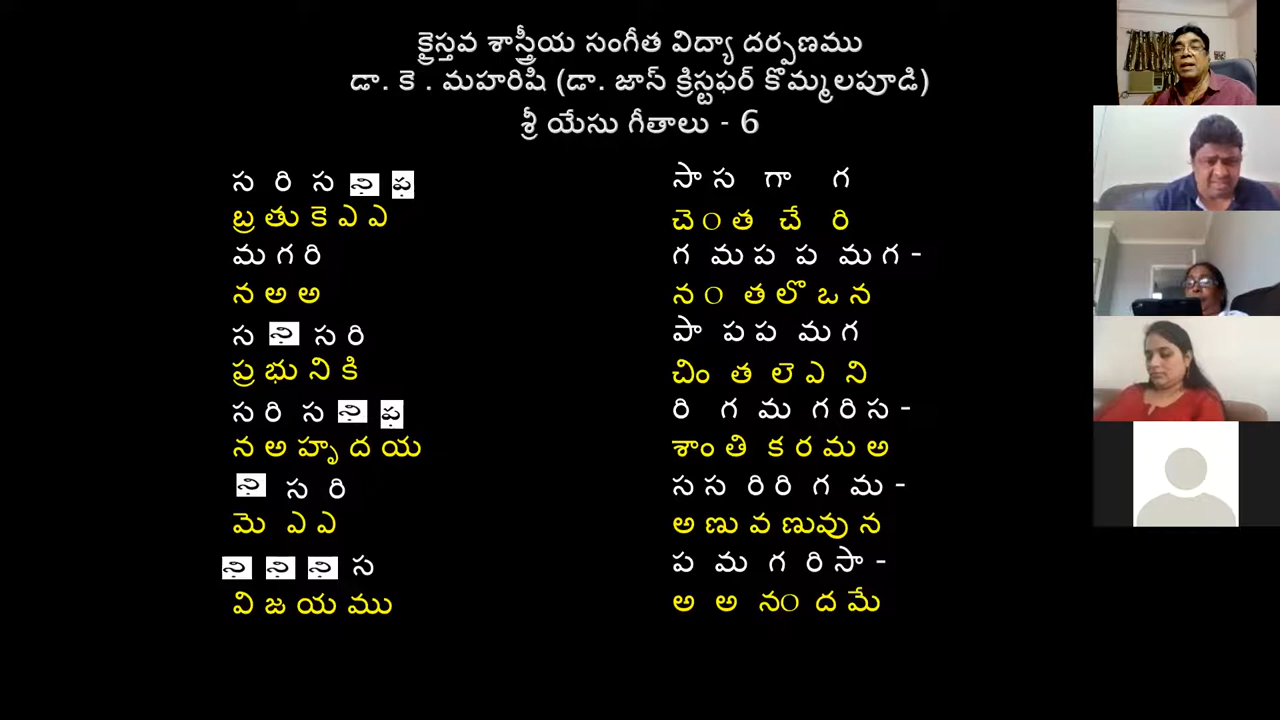 క్రైస్తవ శాస్త్రీయ సంగీత విద్యా దర్పణము
డా. కె . మహరిషి (డా. జాస్ క్రిస్టఫర్ కొమ్మలపూడి)
శ్రీ యేసు గీతాలు - 6
స రి స ని ప
బ్ర తు కె ఎ ఎ
మ గ రి
న అ అ
స ని స రి
ప్ర భు ని కి
స రి స ని ప
న అ హృ ద య
ని స రి
మె ఎ ఎ
ని ని ని స
వి జ య ము
సా స గా గ
చె ం త చే రి
గ మ ప ప మ గ -
న ం త లొ ఒ న
పా ప ప మ గ
చిం త లె ఎ ని
రి గ మ గ రి స -
శాం తి క ర మ అ
స స రి రి గ మ -
అ ణు వ ణువు న
ప మ గ రి సా -
అ అ నం ద మే